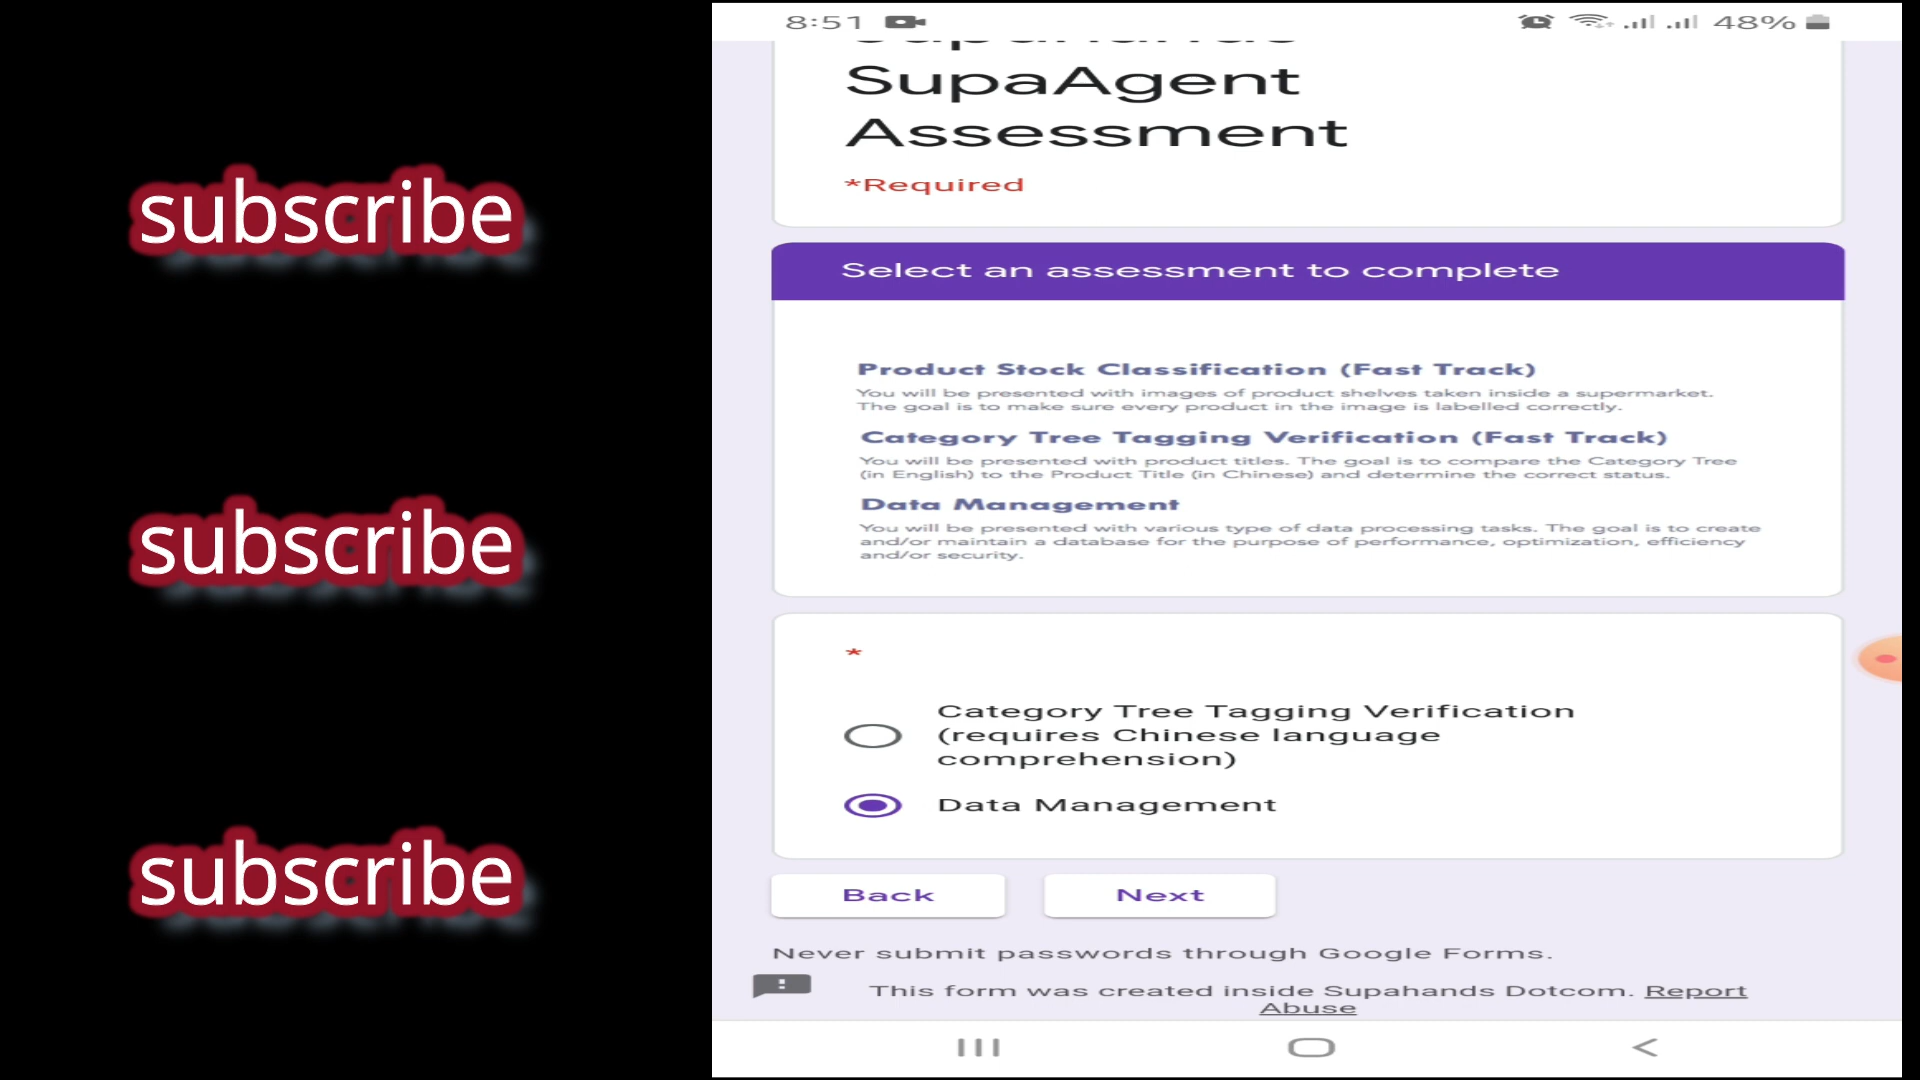 subscribe
subscribe
subscribe
8:51
48%
SupaAgent
Assessment
*Required
Select an assessment to complete
Product Stock Classification (Fast Track)
You will be presented with images of product shelves taken inside a supermarket.
The goal is to make sure every product in the image is labelled correctly.
Category Tree Tagging Verification (Fast Track)
You will be presented with product titles. The goal is to compare the Category Tree
(in English) to the Product Title (in Chinese) and determine the correct status.
Data Management
You will be presented with various type of data processing tasks. The goal is to create
and/or maintain a database for the purpose of performance, optimization, efficiency
and/or security.
*
Category Tree Tagging Verification
(requires Chinese language
comprehension)
Data Management
Back
Next
Never submit passwords through Google Forms.
This form was created inside Supahands Dotcom. Report
Abuse